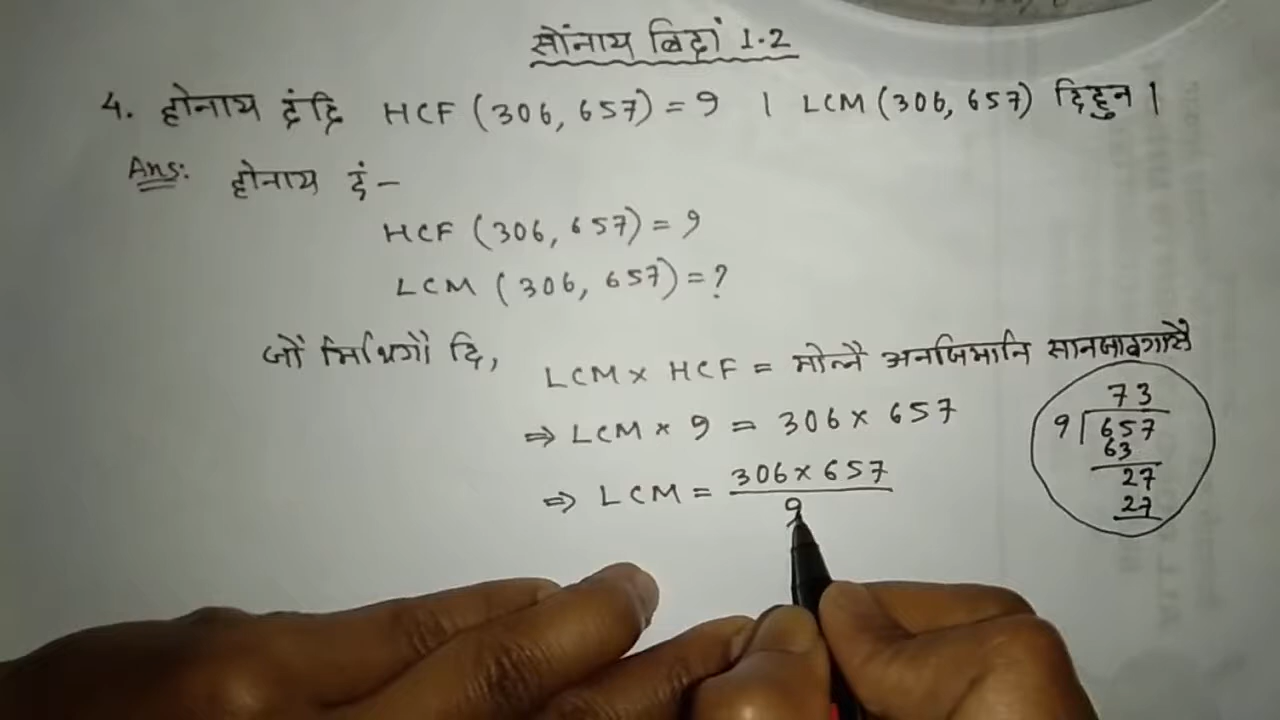 सोंनाय बिदां 1.2
4. होनाय दंदि HCF (306, 657) = 9 । LCM (306, 657) दिहुन ।
Ans: होनाय दं -
HCF (306, 657) = 9
LCM (306, 657) = ?
जों मिथिगौ दि,
LCM × HCF = मोन्नै अनजिमानि सानजाबगासै
⇒ LCM × 9 = 306 × 657
⇒ LCM = 306 × 657
9
73
9 657
63
27
27